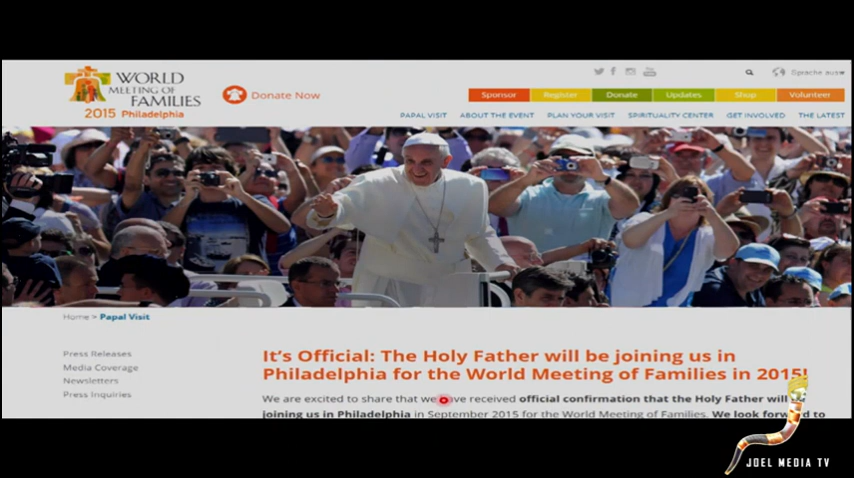 WORLD
MEETING OF
FAMILIES
2015 Philadelphia
Donate Now
Sprache ausw
Sponsor Register Donate Updates Shop Volunteer
PAPAL VISIT ABOUT THE EVENT PLAN YOUR VISIT SPIRITUALITY CENTER GET INVOLVED THE LATEST
Home > Papal Visit
Press Releases
Media Coverage
Newsletters
Press Inquiries
It's Official: The Holy Father will be joining us in
Philadelphia for the World Meeting of Families in 2015!
We are excited to share that we have received official confirmation that the Holy Father will
joining us in Philadelphia in September 2015 for the World Meeting of Families. We look forward to
JOEL MEDIA TV